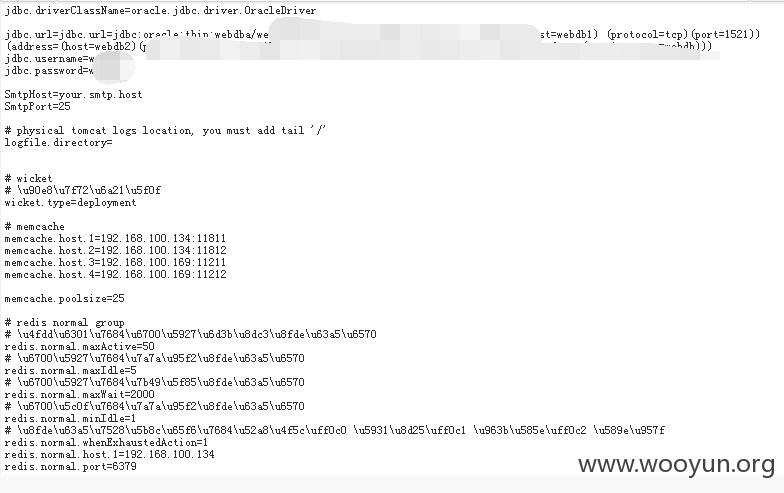 jdbc.driverClassName=oracle.jdbc.driver.OracleDriver
jdbc.url=jdbc.url=jdbc:oracle:thin:webdba/we st=webdb1) (protocol=tcp)(port=1521))
(address=(host=webdb2)(p =webdb)))
jdbc.username=w
jdbc.password=w
SmtpHost=your.smtp.host
SmtpPort=25
# physical tomcat logs location, you must add tail '/'
logfile.directory=
# wicket
# \u90e8\u7f72\u6a21\u5f0f
wicket.type=deployment
# memcache
memcache.host.1=192.168.100.134:11811
memcache.host.2=192.168.100.134:11812
memcache.host.3=192.168.100.169:11211
memcache.host.4=192.168.100.169:11212
memcache.poolsize=25
# redis normal group
# \u4fdd\u6301\u7684\u6700\u5927\u6d3b\u8dc3\u8fde\u63a5\u6570
redis.normal.maxActive=50
# \u6700\u5927\u7684\u7a7a\u95f2\u8fde\u63a5\u6570
redis.normal.maxIdle=5
# \u6700\u5927\u7684\u7b49\u5f85\u8fde\u63a5\u6570
redis.normal.maxWait=2000
# \u6700\u5c0f\u7684\u7a7a\u95f2\u8fde\u63a5\u6570
redis.normal.minIdle=1
# \u8fde\u63a5\u7528\u5b8c\u65f6\u7684\u52a8\u4f5c\uff0c0 \u5931\u8d25\uff0c1 \u963b\u585e\uff0c2 \u589e\u957f
redis.normal.whenExhaustedAction=1
redis.normal.host.1=192.168.100.134
redis.normal.port=6379
www.wooyun.org